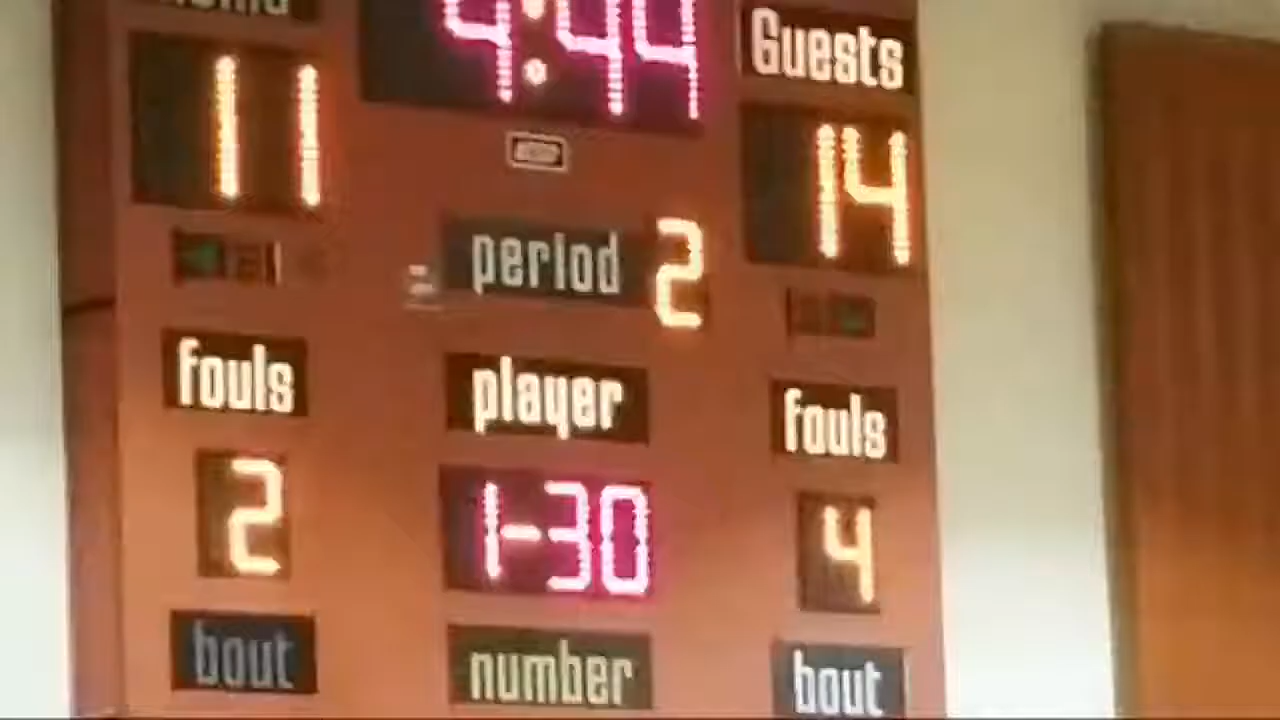 4:44
Guests
11
14
period 2
fouls
player
fouls
2
1-30
4
bout
number
bout